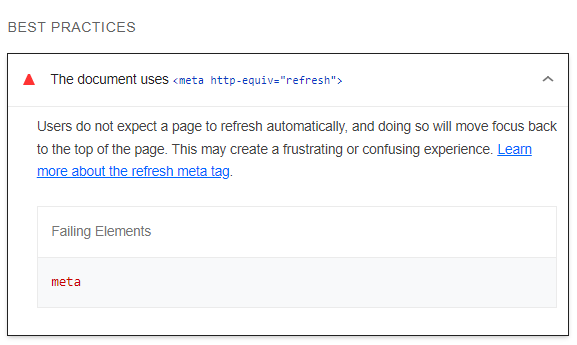 BEST PRACTICES
The document uses <meta http-equiv="refresh">
Users do not expect a page to refresh automatically, and doing so will move focus back
to the top of the page. This may create a frustrating or confusing experience. Learn
more about the refresh meta tag.
Failing Elements
meta